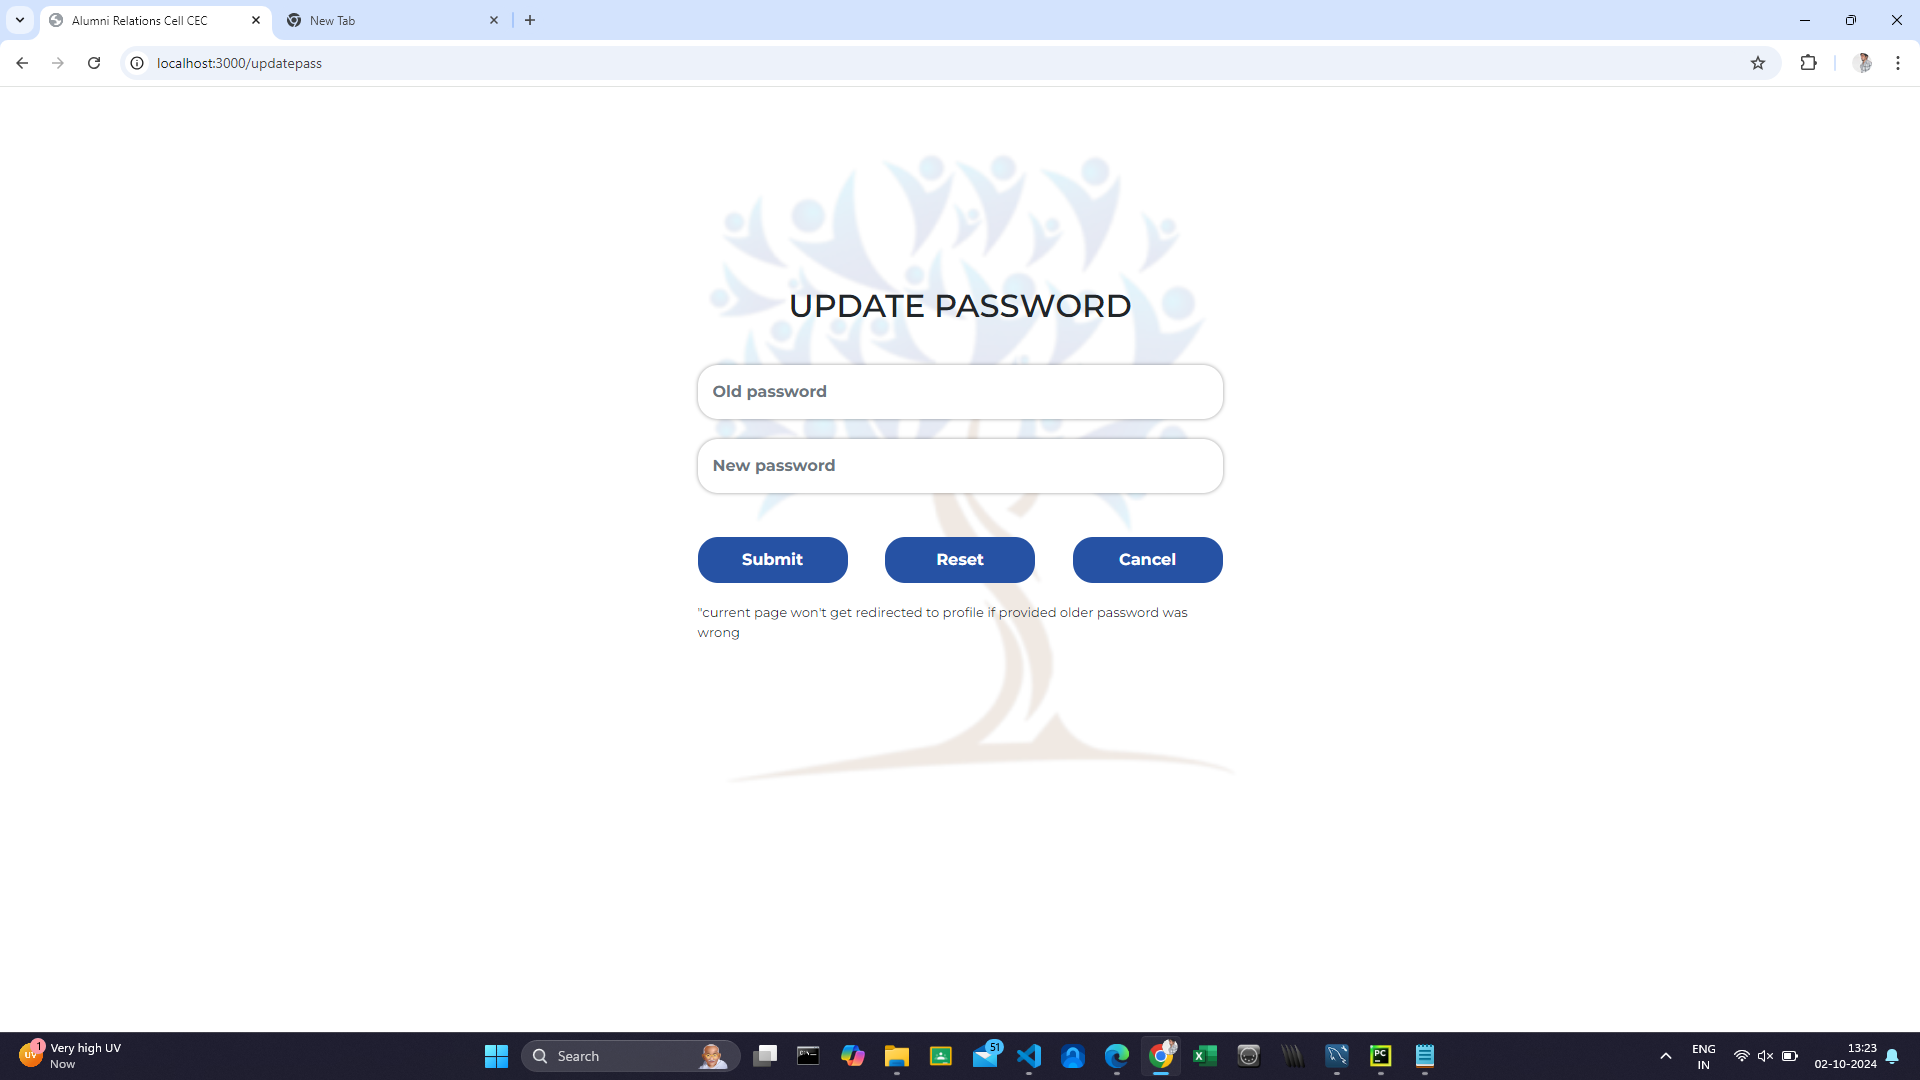 Alumni Relations Cell CEC
New Tab
localhost:3000/updatepass
UPDATE PASSWORD
Old password
New password
Submit
Reset
Cancel
"current page won't get redirected to profile if provided older password was
wrong
UV
1
Very high UV
Now
Search
51
PC
ENG
IN
13:23
02-10-2024